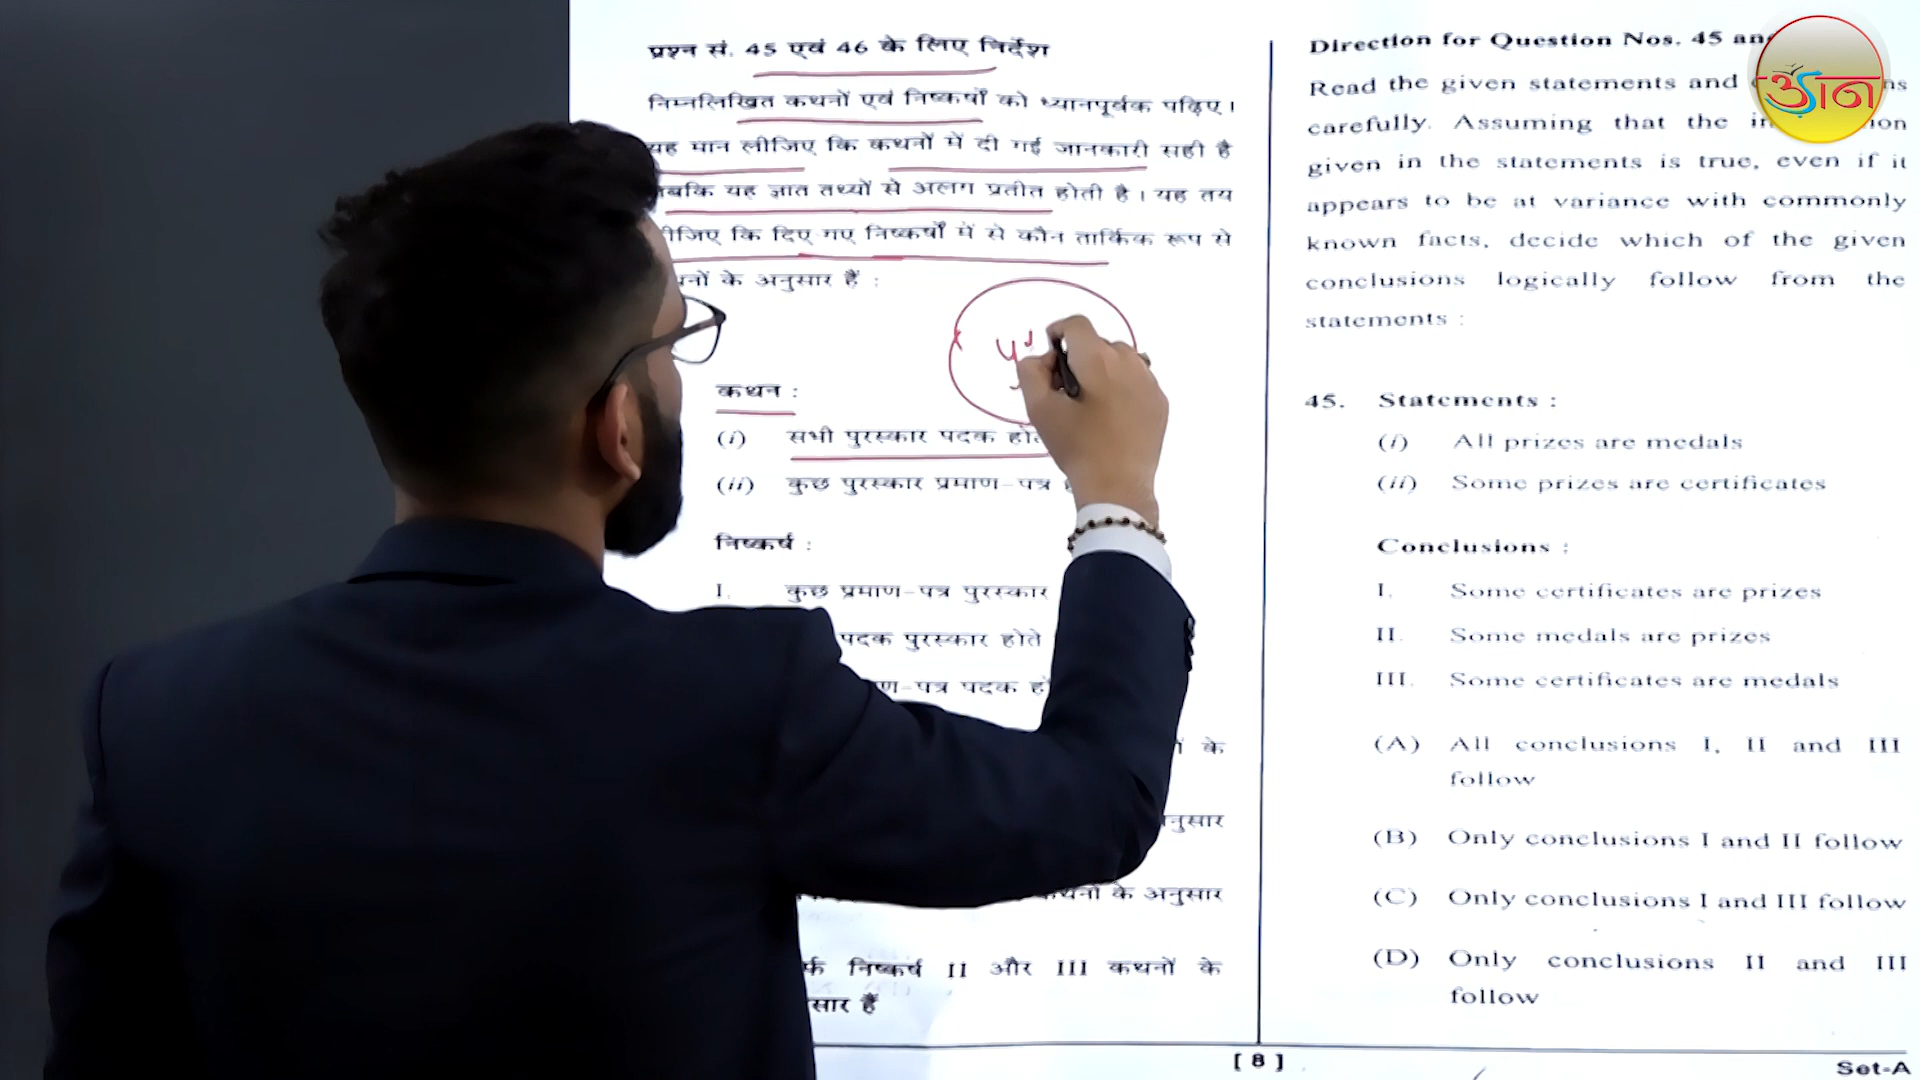 प्रश्न सं. 45 एवं 46 के लिए निर्देश
निम्नलिखित कथनों एवं निष्कर्षों को ध्यानपूर्वक पढ़िए।
यह मान लीजिए कि कथनों में दी गई जानकारी सही है
यह ज्ञात तथ्यों से अलग प्रतीत होती है। यह तय
कि दिए गए निष्कर्षों में से कौन तार्किक रूप से
के अनुसार हैं :
कथन :
(i) सभी पुरस्कार पदक
(ii) कुछ पुरस्कार प्रमाण-पत्र
निष्कर्ष :
I. कुछ प्रमाण-पत्र पुरस्कार
पदक पुरस्कार होते
पत्र पदक
के
के अनुसार
निष्कर्ष II और III कथनों के
हैं
Direction for Question Nos. 45
Read the given statements and
carefully. Assuming that the
given in the statements is true, even if it
appears to be at variance with commonly
known facts, decide which of the given
conclusions logically follow from the
statements :
45. Statements :
(i) All prizes are medals
(ii) Some prizes are certificates
Conclusions :
I. Some certificates are prizes
II. Some medals are prizes
III. Some certificates are medals
(A) All conclusions I, II and III
follow
(B) Only conclusions I and II follow
(C) Only conclusions I and III follow
(D) Only conclusions II and III
follow
[ 8 ]
Set-A
उड़ान